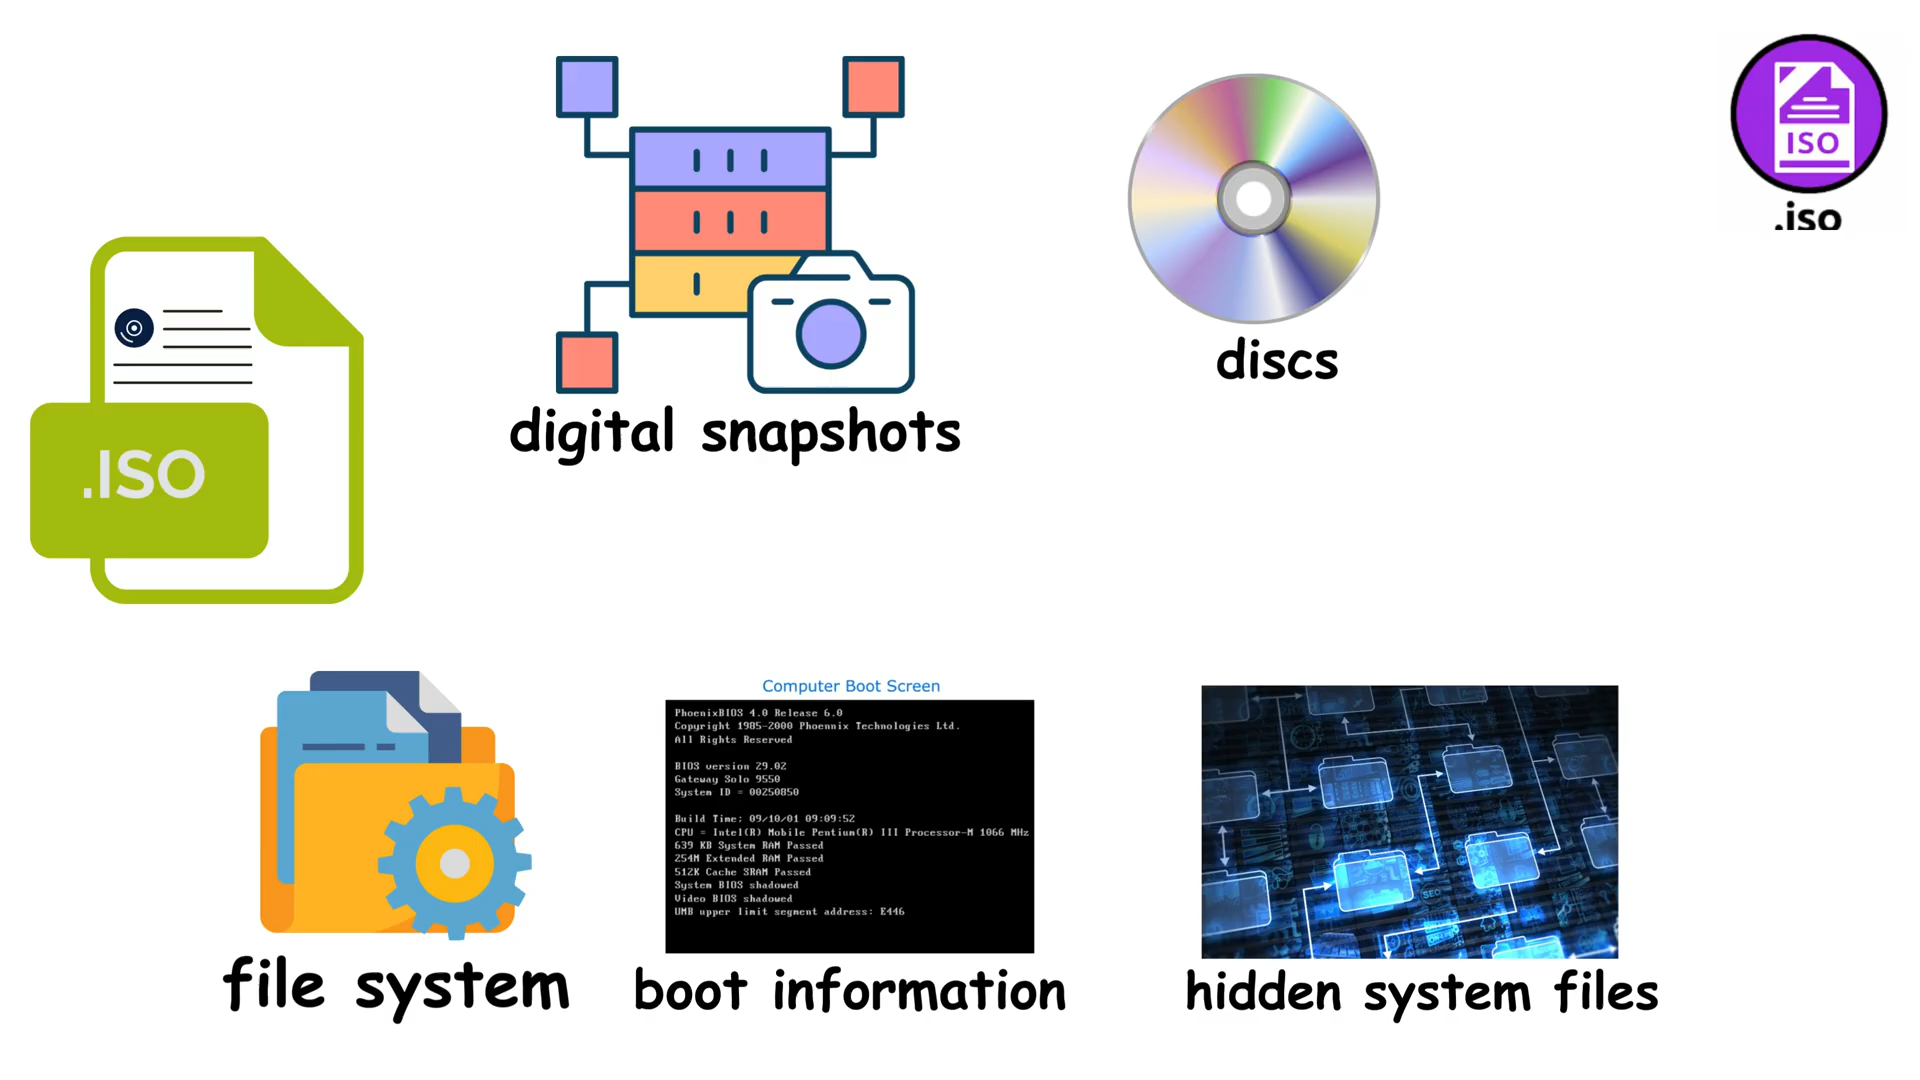 ISO
.iso
digital snapshots
discs
.ISO
file system
Computer Boot Screen
PhoenixBIOS 4.0 Release 6.0
Copyright 1985-2000 Phoennix Technologies Ltd.
All Rights Reserved
BIOS version 29.02
Gateway Solo 9550
System ID = 00250850
Build Time; 09/10/01 09:09:52
CPU = Intel(R) Mobile Pentium(R) III Processor-M 1066 MHz
639 KB System RAM Passed
254M Extended RAM Passed
512K Cache SRAM Passed
System BIOS shadowed
Video BIOS shadowed
UMB upper limit segment address: E446
boot information
SEO
hidden system files